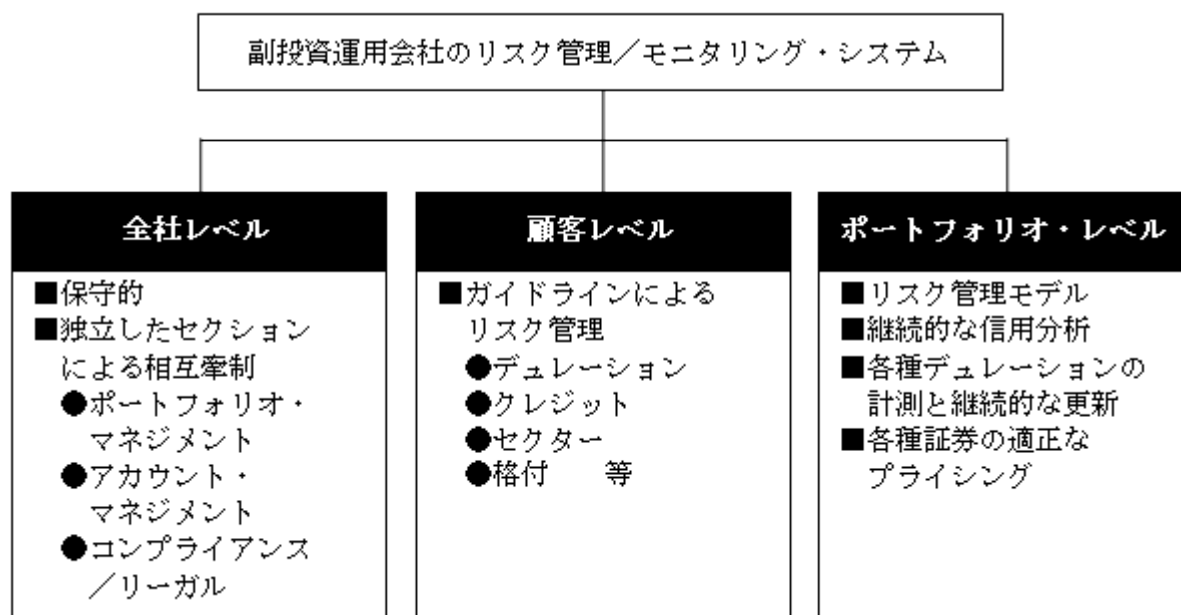 副投資運用会社のリスク管理／モニタリング・システム
全社レベル
■保守的
■独立したセクション
による相互牽制
●ポートフォリオ・
マネジメント
●アカウント・
マネジメント
●コンプライアンス
／リーガル
顧客レベル
■ガイドラインによる
リスク管理
●デュレーション
●クレジット
●セクター
●格付　等
ポートフォリオ・レベル
■リスク管理モデル
■継続的な信用分析
■各種デュレーションの
計測と継続的な更新
■各種証券の適正な
プライシング